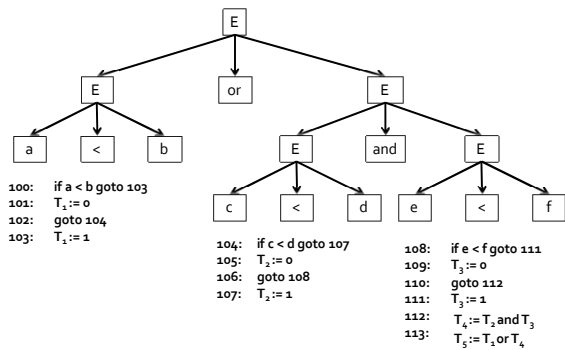 E
E or E
a < b E and E
c < d e < f
100: if a < b goto 103
101: T₁ := 0
102: goto 104
103: T₁ := 1
104: if c < d goto 107
105: T₂ := 0
106: goto 108
107: T₂ := 1
108: if e < f goto 111
109: T₃ := 0
110: goto 112
111: T₃ := 1
112: T₄ := T₂ and T₃
113: T₅ := T₁ or T₄